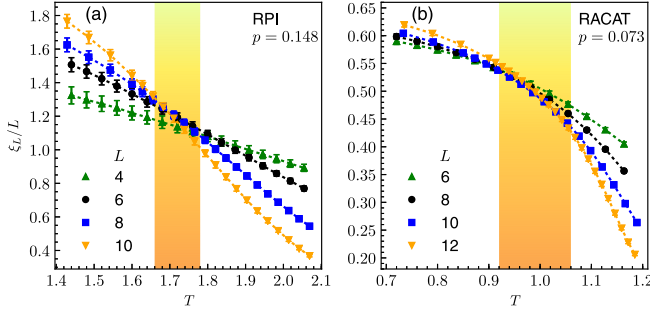 (a)
RPI
p = 0.148
1.8
1.6
1.4
1.2
1.0
0.8
0.6
0.4
ξL/L
L
4
6
8
10
1.4 1.5 1.6 1.7 1.8 1.9 2.0 2.1
T
(b)
RACAT
p = 0.073
0.65
0.60
0.55
0.50
0.45
0.40
0.35
0.30
0.25
0.20
L
6
8
10
12
0.7 0.8 0.9 1.0 1.1 1.2
T